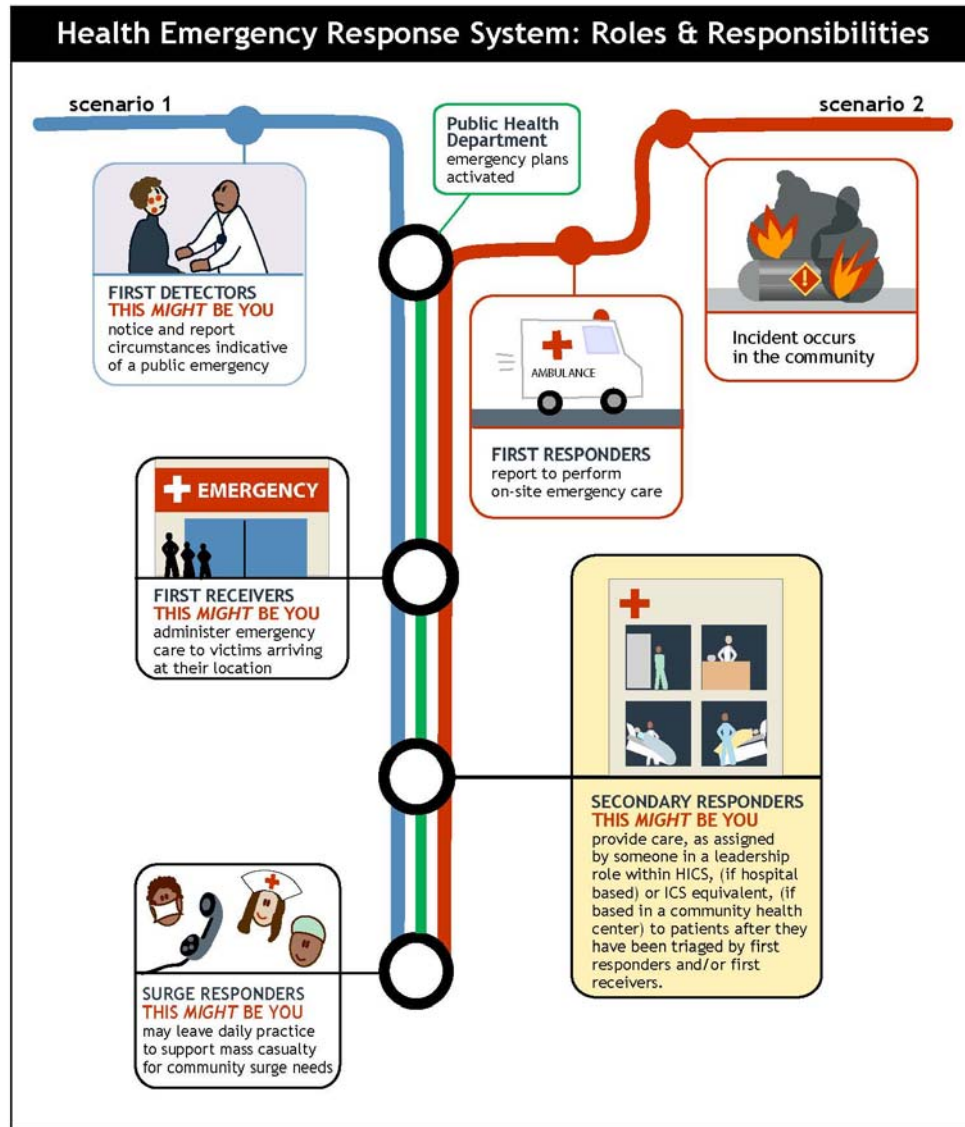 Health Emergency Response System: Roles & Responsibilities
scenario 1
scenario 2
Public Health
Department
emergency plans
activated
FIRST DETECTORS
THIS MIGHT BE YOU
notice and report
circumstances indicative
of a public emergency
!
Incident occurs
in the community
AMBULANCE
FIRST RESPONDERS
report to perform
on-site emergency care
EMERGENCY
FIRST RECEIVERS
THIS MIGHT BE YOU
administer emergency
care to victims arriving
at their location
SECONDARY RESPONDERS
THIS MIGHT BE YOU
provide care, as assigned
by someone in a leadership
role within HICS, (if hospital
based) or ICS equivalent, (if
based in a community health
center) to patients after they
have been triaged by first
responders and/or first
receivers.
SURGE RESPONDERS
THIS MIGHT BE YOU
may leave daily practice
to support mass casualty
for community surge needs